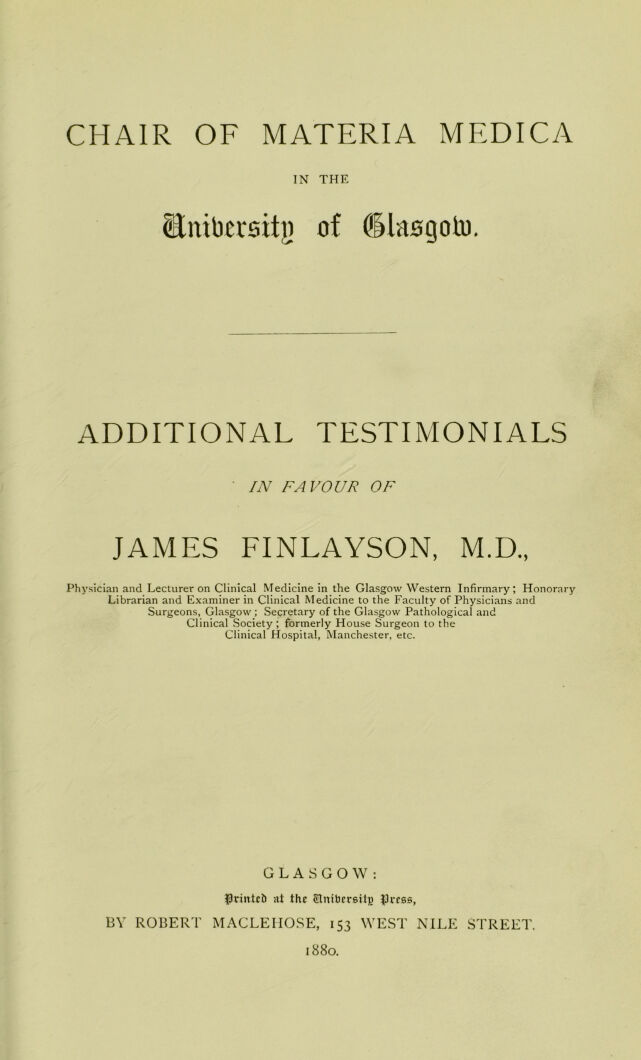 CHAIR OF MATERIA MEDICA
IN THE
University of Glasgow.
ADDITIONAL TESTIMONIALS
IN FAVOUR OF
JAMES FINLAYSON, M.D.,
Physician and Lecturer on Clinical Medicine in the Glasgow Western Infirmary; Honorary
Librarian and Examiner in Clinical Medicine to the Faculty of Physicians and
Surgeons, Glasgow; Secretary of the Glasgow Pathological and
Clinical Society; formerly House Surgeon to the
Clinical Hospital, Manchester, etc.
GLASGOW:
Printed at the University Press,
BY ROBERT MACLEHOSE, 153 WEST NILE STREET.
1880.